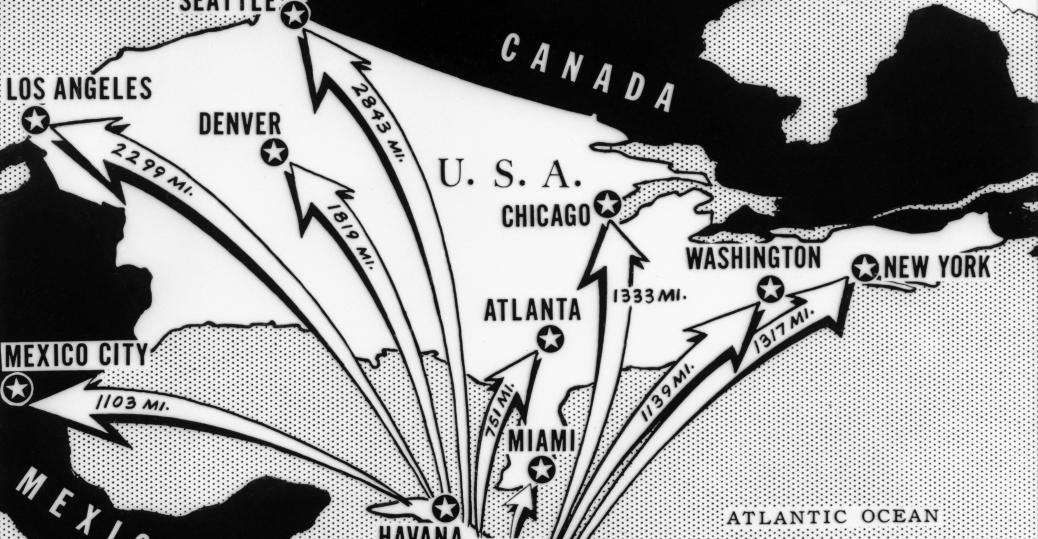 SEATTLE
CANADA
LOS ANGELES
2843 MI.
DENVER
2299 MI.
U. S. A.
CHICAGO
1819 MI.
WASHINGTON
NEW YORK
1333 MI.
ATLANTA
1317 MI.
MEXICO CITY
1103 MI.
1139 MI.
751 MI.
MIAMI
MEXIC
HAVANA
ATLANTIC OCEAN